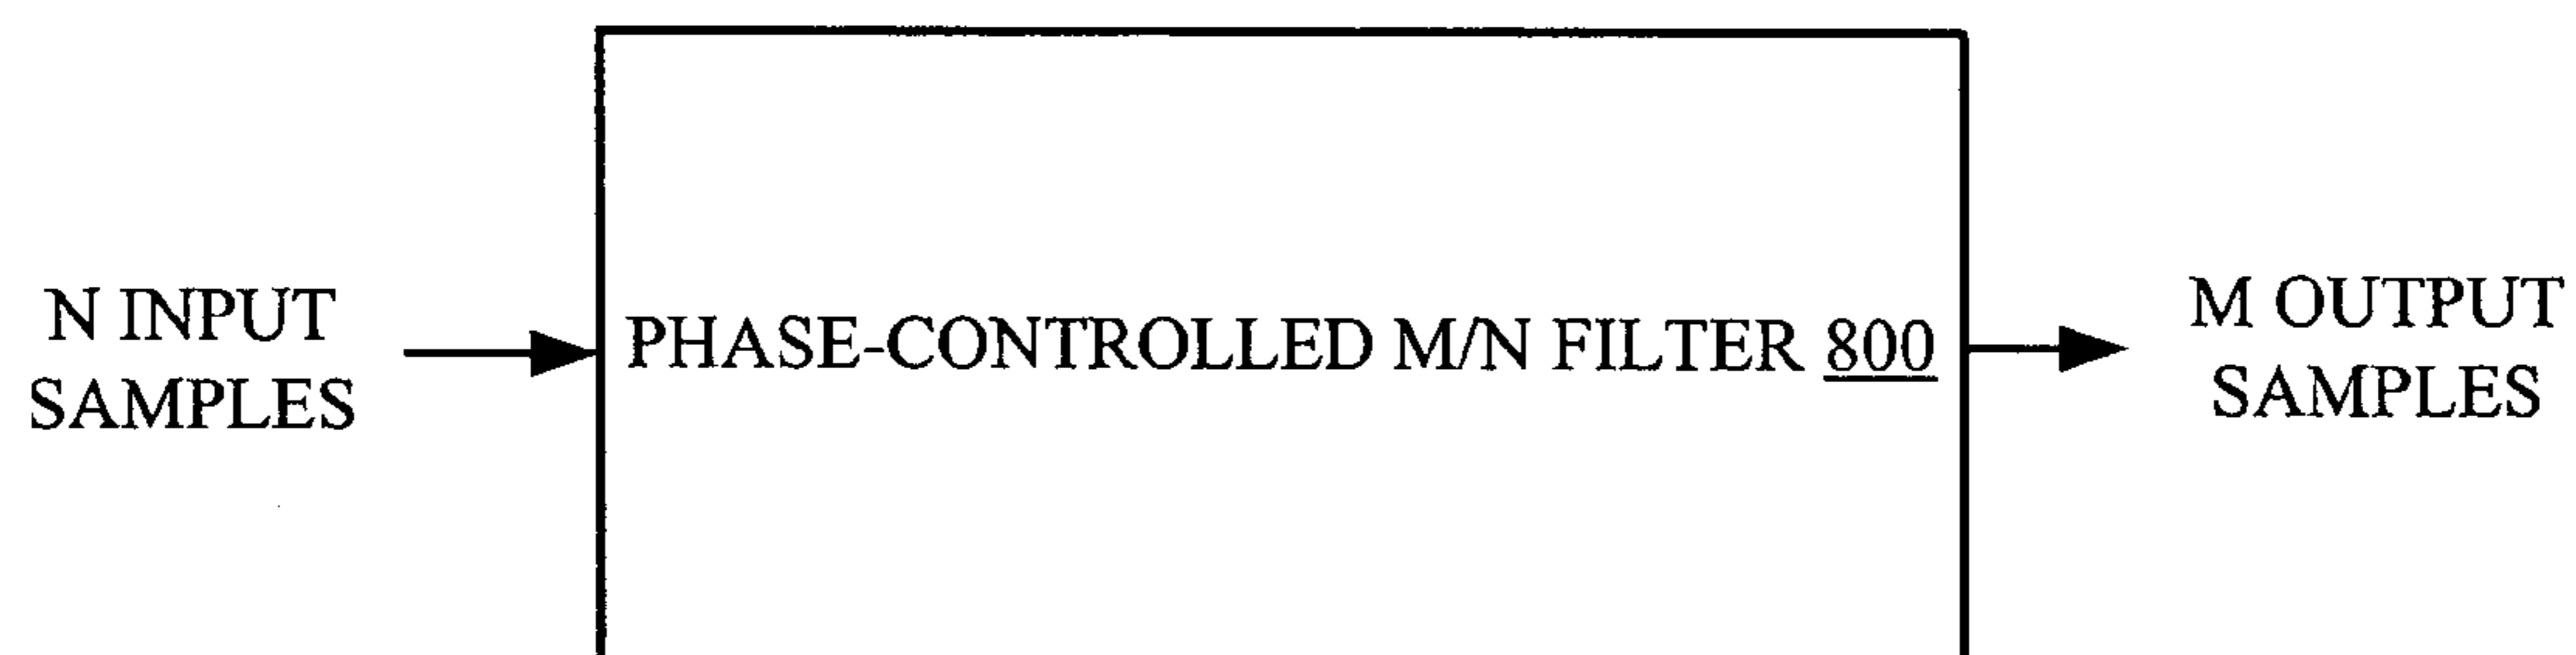 N INPUT
SAMPLES
PHASE-CONTROLLED M/N FILTER 800
M OUTPUT
SAMPLES